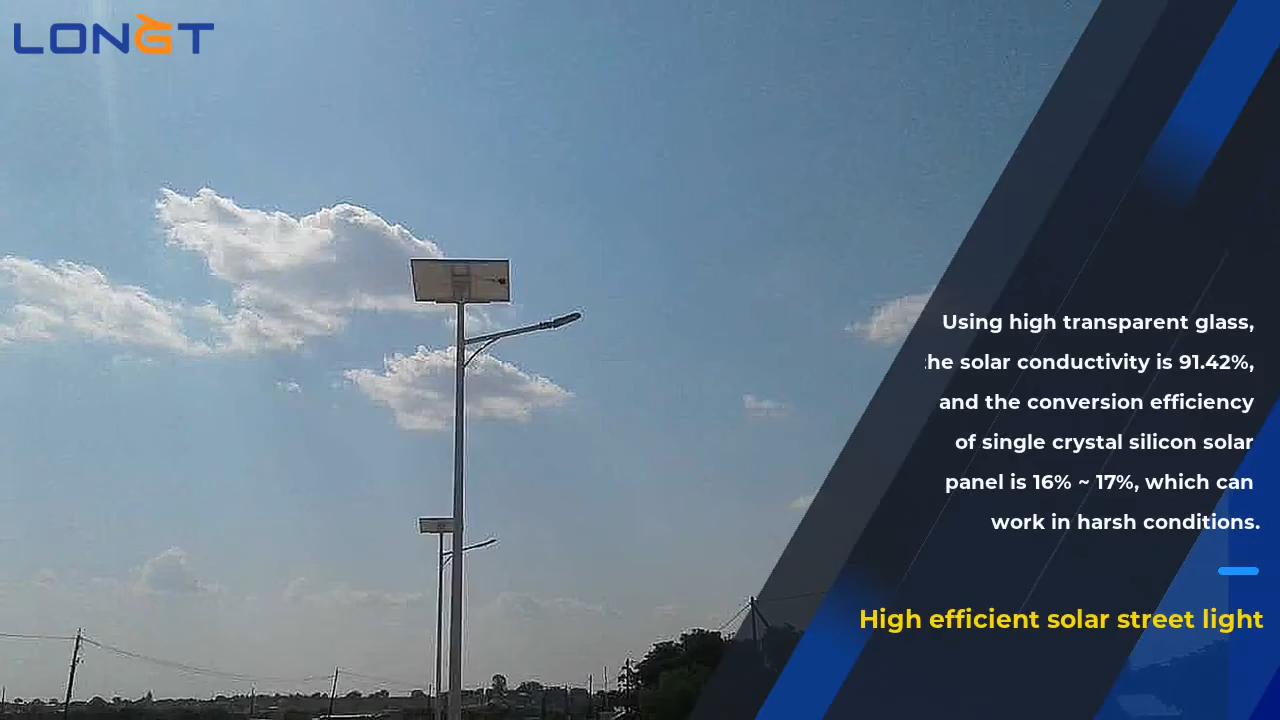 LONGT
Using high transparent glass,
he solar conductivity is 91.42%,
and the conversion efficiency
of single crystal silicon solar
panel is 16% ~ 17%, which can
work in harsh conditions.
High efficient solar street light